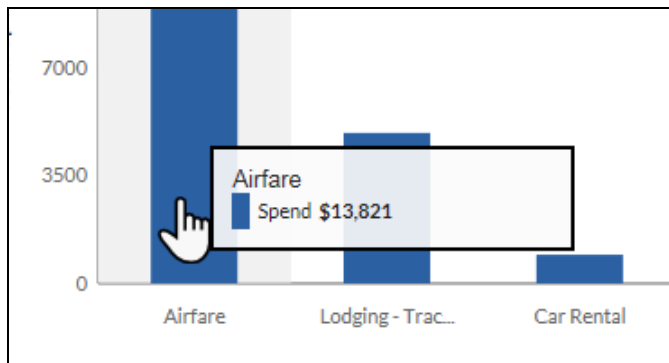 7000
3500
0
Airfare
Spend $13,821
Airfare
Lodging - Trac...
Car Rental